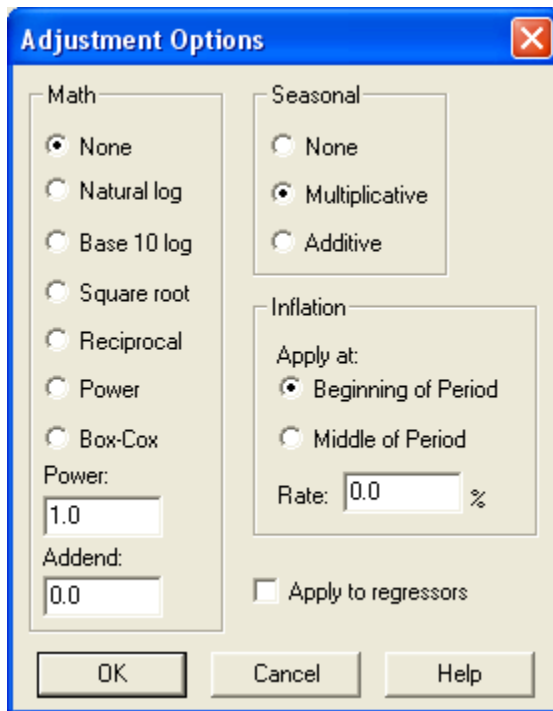 Adjustment Options
Math
None
Natural log
Base 10 log
Square root
Reciprocal
Power
Box-Cox
Power:
1.0
Addend:
0.0
Seasonal
None
Multiplicative
Additive
Inflation
Apply at:
Beginning of Period
Middle of Period
Rate: 0.0 %
Apply to regressors
OK Cancel Help